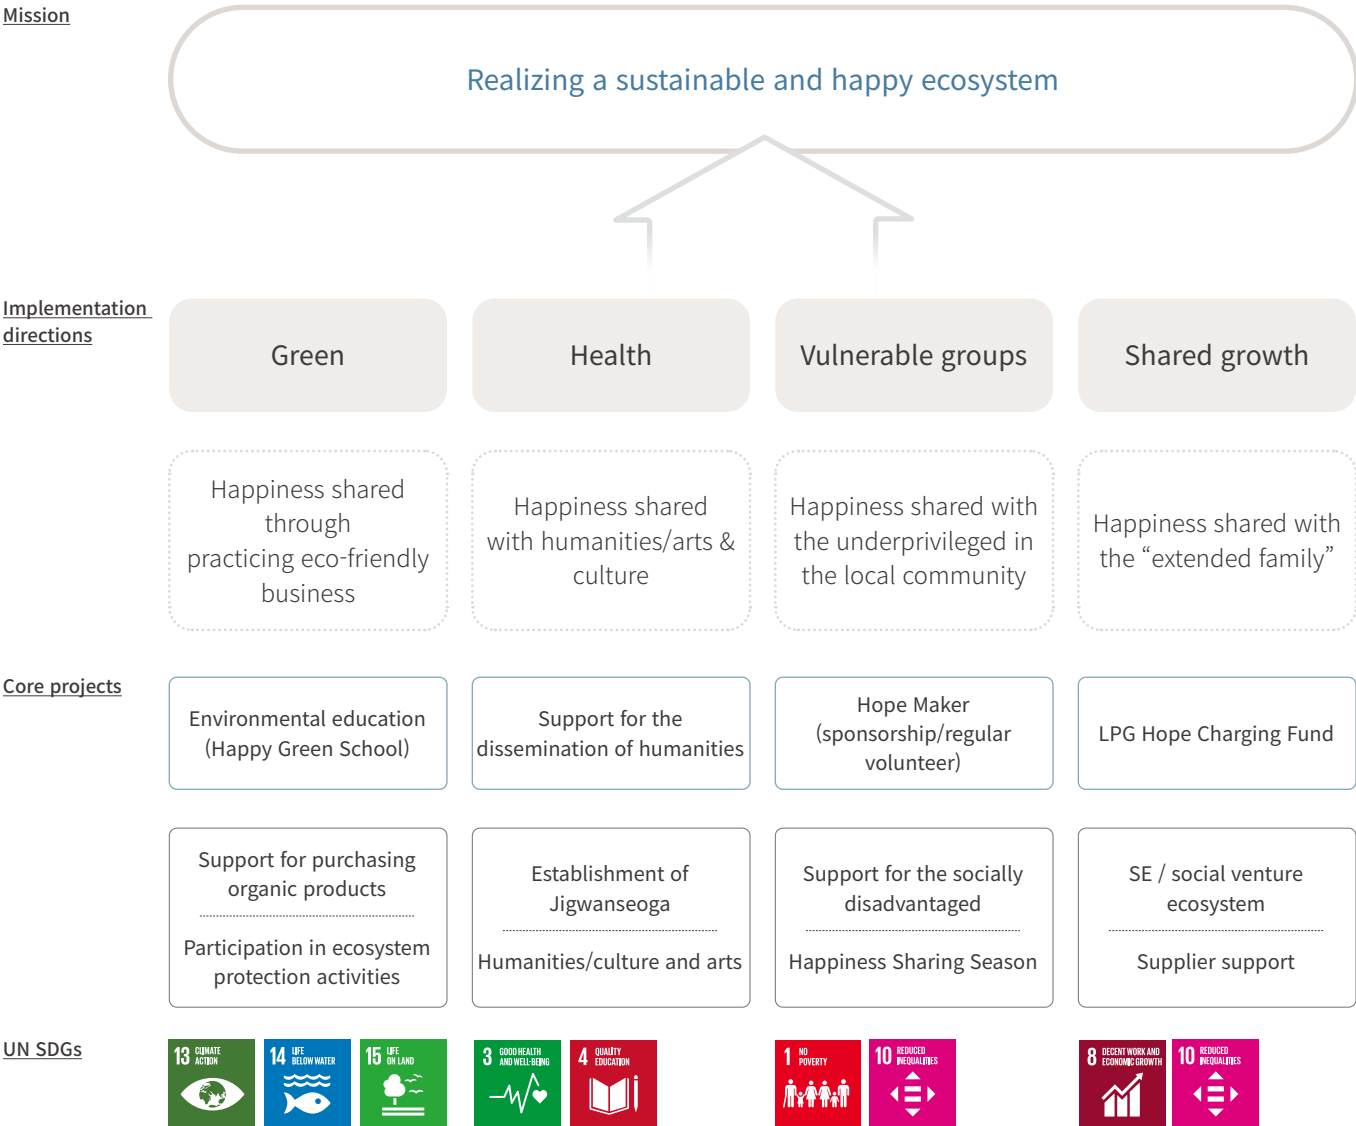 Mission
Realizing a sustainable and happy ecosystem
Implementation
directions
Green
Health
Vulnerable groups
Shared growth
Happiness shared
through
practicing eco-friendly
business
Happiness shared
with humanities/arts &
culture
Happiness shared with
the underprivileged in
the local community
Happiness shared with
the “extended family”
Core projects
Environmental education
(Happy Green School)
Support for the
dissemination of humanities
Hope Maker
(sponsorship/regular
volunteer)
LPG Hope Charging Fund
Support for purchasing
organic products
Participation in ecosystem
protection activities
Establishment of
Jigwanseoga
Humanities/culture and arts
Support for the socially
disadvantaged
Happiness Sharing Season
SE / social venture
ecosystem
Supplier support
UN SDGs
13 CLIMATE
ACTION
14 LIFE
BELOW WATER
15 LIFE
ON LAND
3 GOOD HEALTH
AND WELL-BEING
4 QUALITY
EDUCATION
1 NO
POVERTY
10 REDUCED
INEQUALITIES
8 DECENT WORK AND
ECONOMIC GROWTH
10 REDUCED
INEQUALITIES